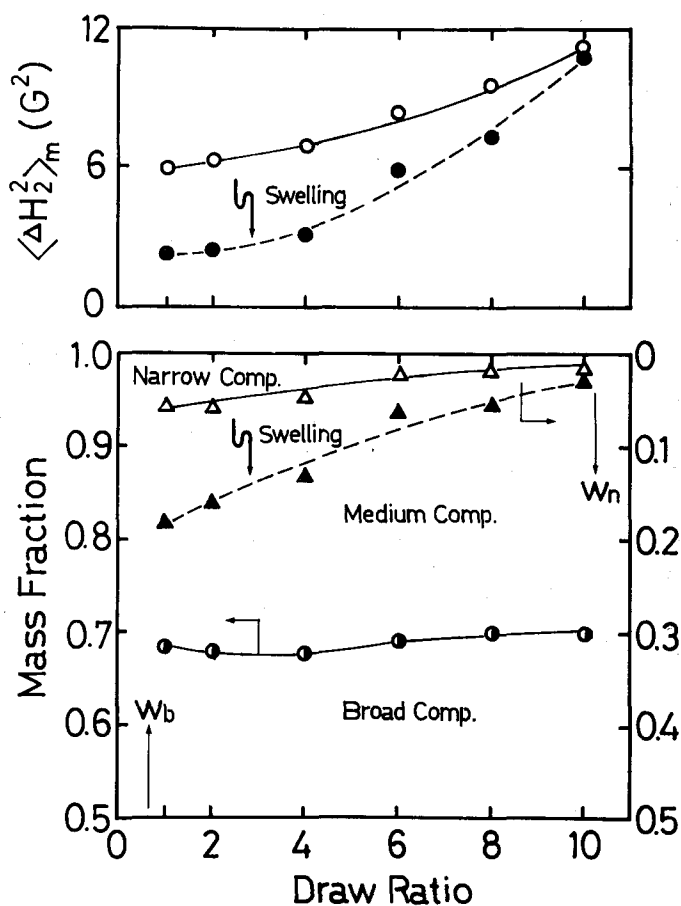 ⟨ΔH₂²⟩ₘ (G²)
12
6
0
Swelling
Mass Fraction
1.0
0.9
0.8
0.7
0.6
0.5
Narrow Comp.
Swelling
Medium Comp.
Broad Comp.
Wb
Wn
0
0.1
0.2
0.3
0.4
0.5
0 2 4 6 8 10
Draw Ratio